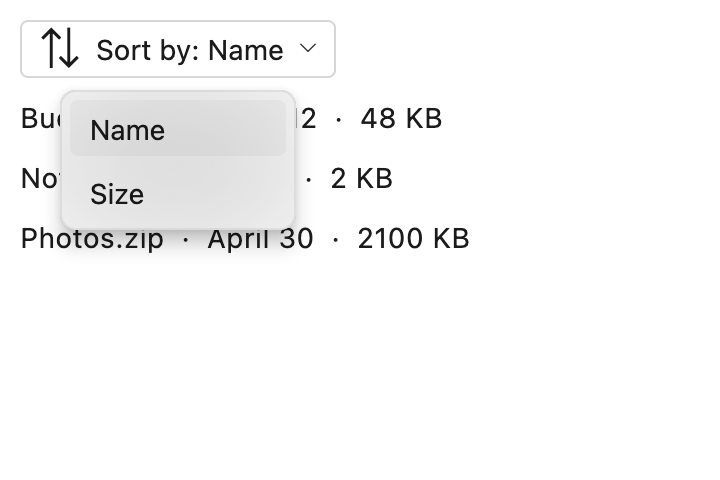 Sort by: Name
Name
Size
12 · 48 KB
· 2 KB
Photos.zip · April 30 · 2100 KB